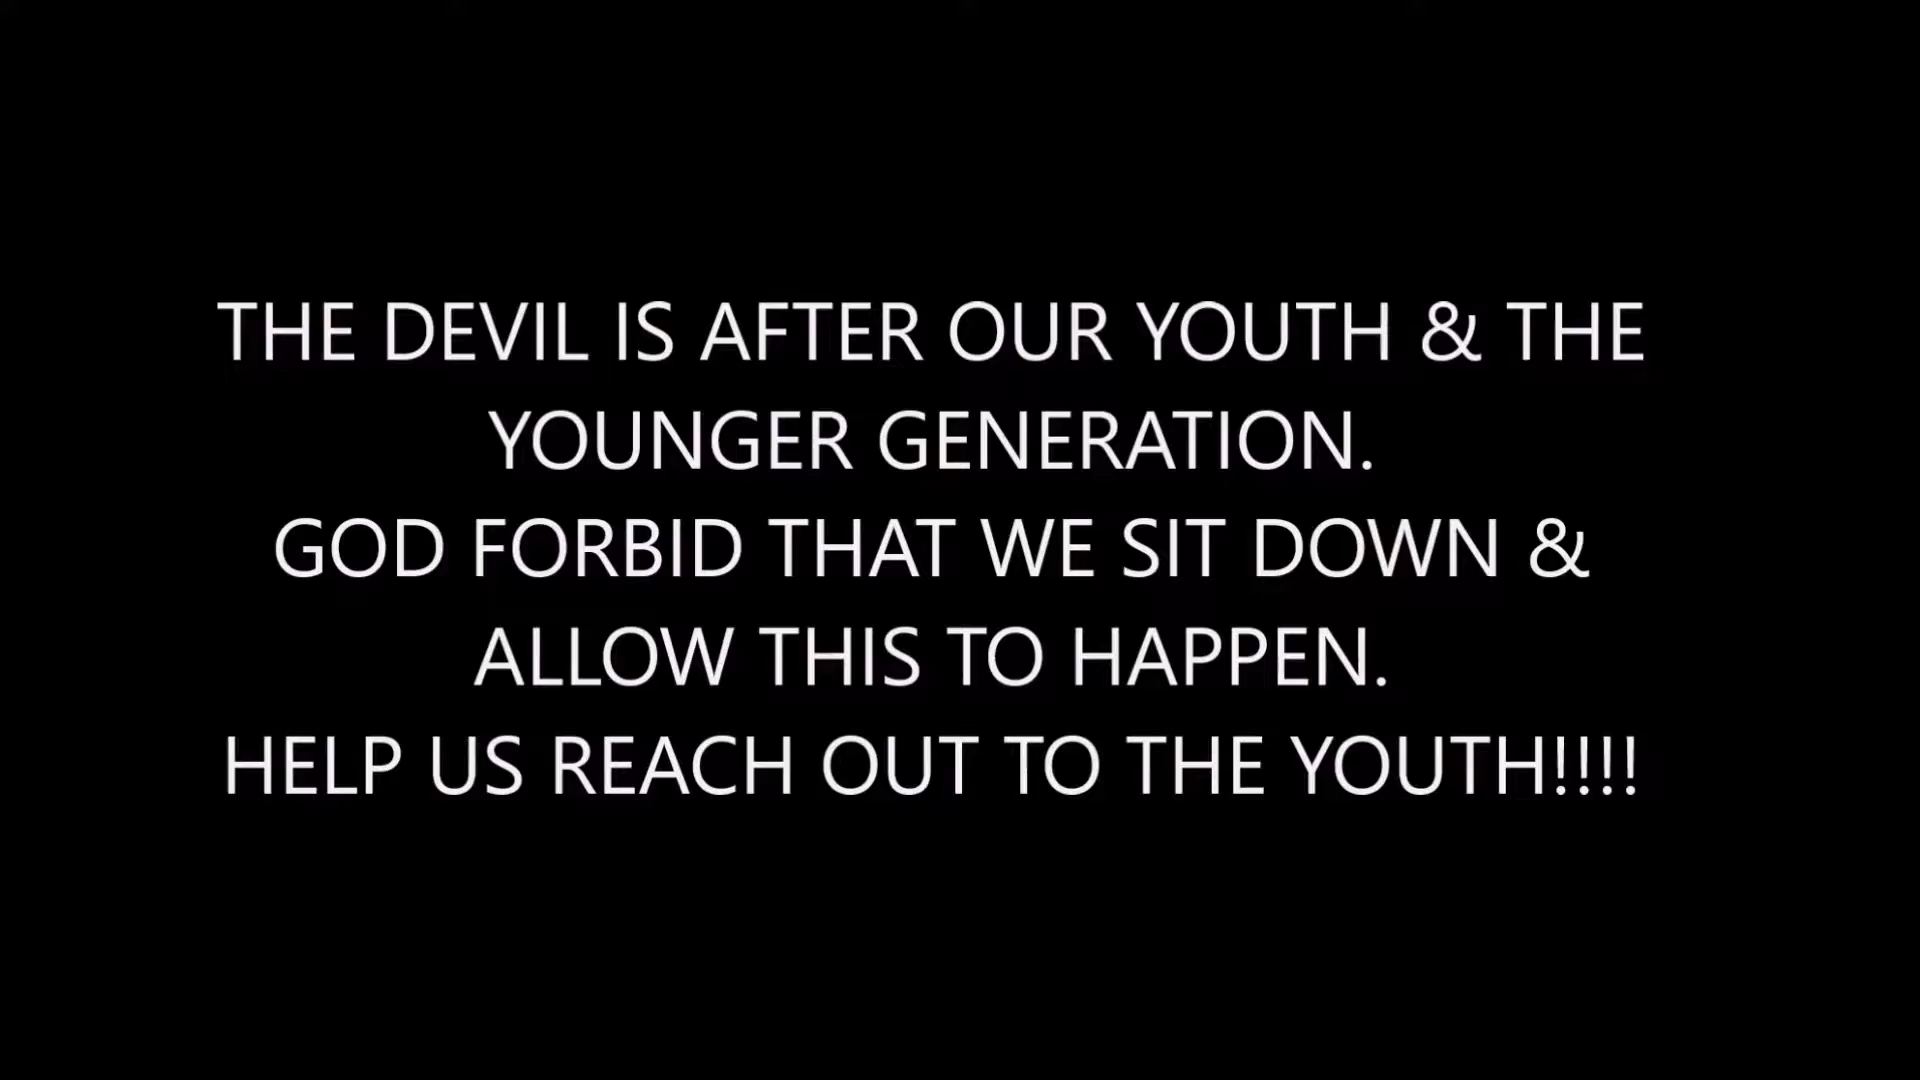 THE DEVIL IS AFTER OUR YOUTH & THE
YOUNGER GENERATION.
GOD FORBID THAT WE SIT DOWN &
ALLOW THIS TO HAPPEN.
HELP US REACH OUT TO THE YOUTH!!!!